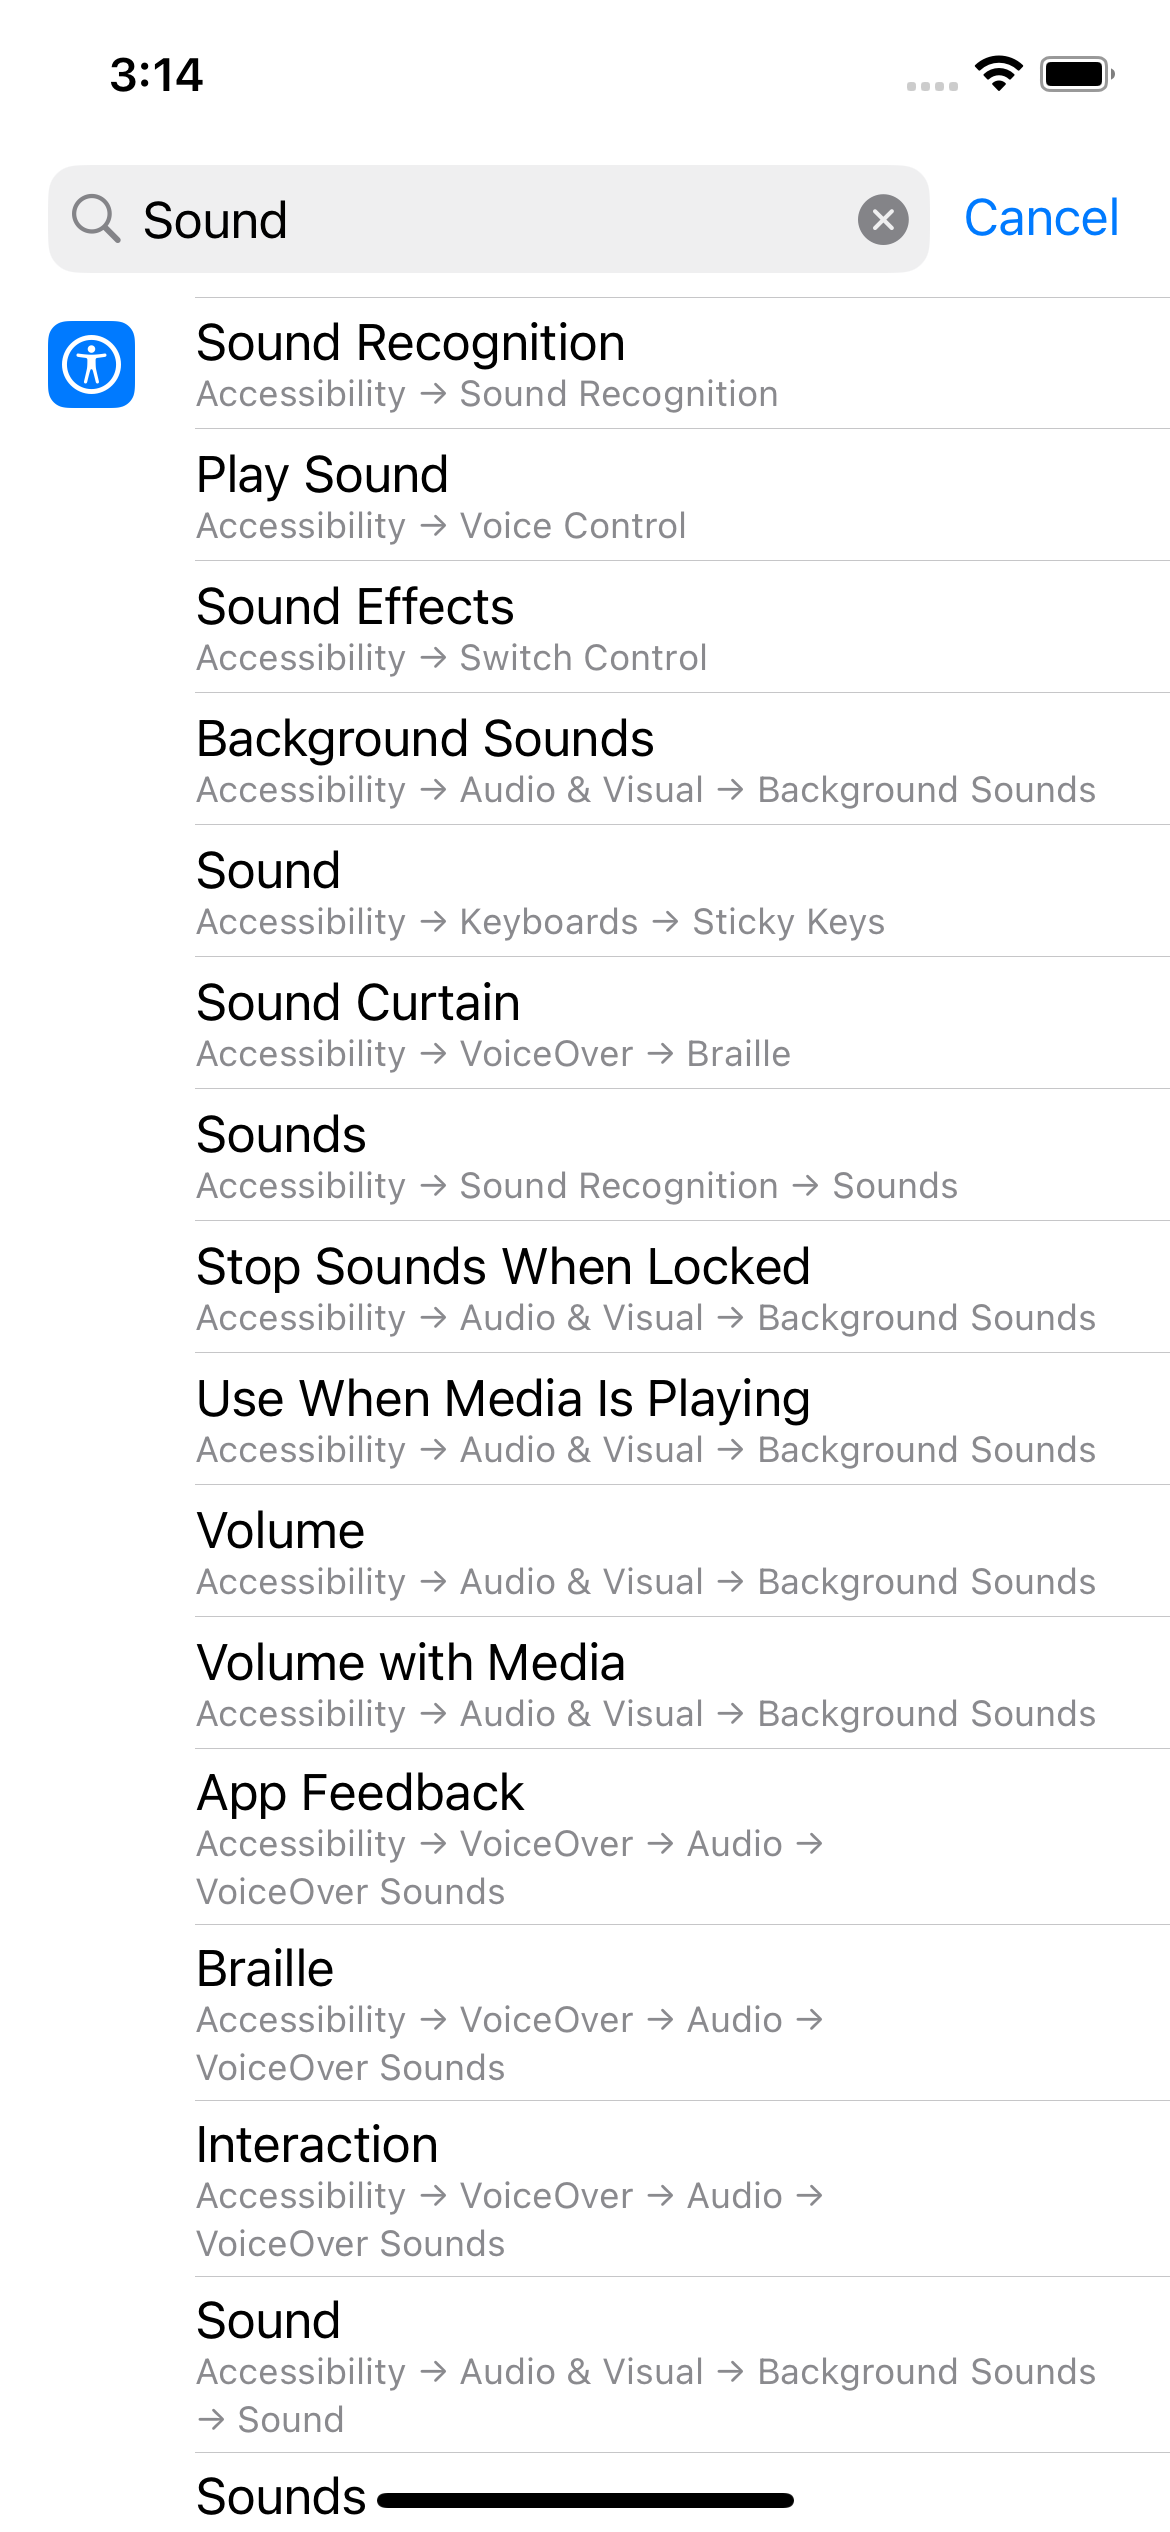 3:14
Sound
Cancel
Sound Recognition
Accessibility → Sound Recognition
Play Sound
Accessibility → Voice Control
Sound Effects
Accessibility → Switch Control
Background Sounds
Accessibility → Audio & Visual → Background Sounds
Sound
Accessibility → Keyboards → Sticky Keys
Sound Curtain
Accessibility → VoiceOver → Braille
Sounds
Accessibility → Sound Recognition → Sounds
Stop Sounds When Locked
Accessibility → Audio & Visual → Background Sounds
Use When Media Is Playing
Accessibility → Audio & Visual → Background Sounds
Volume
Accessibility → Audio & Visual → Background Sounds
Volume with Media
Accessibility → Audio & Visual → Background Sounds
App Feedback
Accessibility → VoiceOver → Audio →
VoiceOver Sounds
Braille
Accessibility → VoiceOver → Audio →
VoiceOver Sounds
Interaction
Accessibility → VoiceOver → Audio →
VoiceOver Sounds
Sound
Accessibility → Audio & Visual → Background Sounds
→ Sound
Sounds